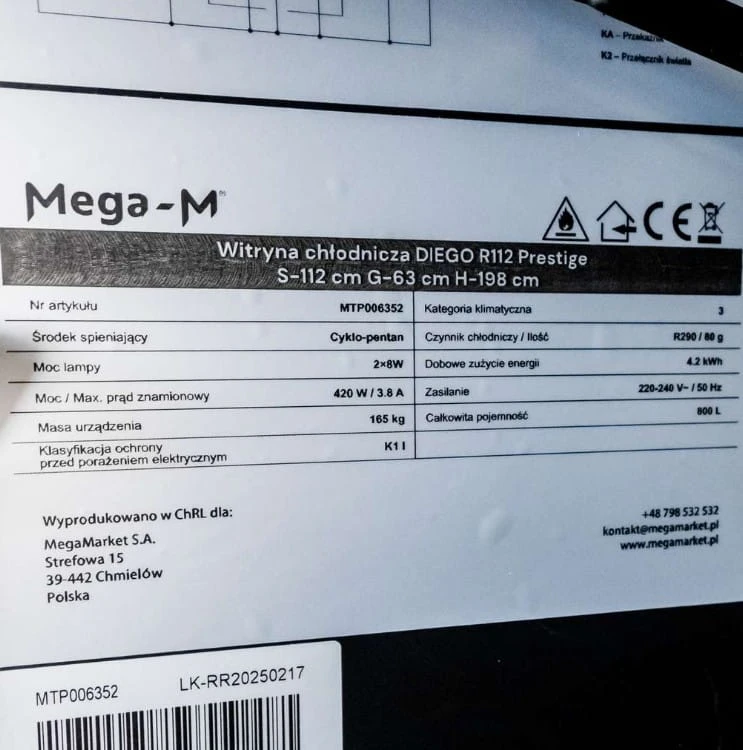 KA – Przekaźnik
K2 – Przełącznik światła
Mega-M
CE
Witryna chłodnicza DIEGO R112 Prestige
S-112 cm G-63 cm H-198 cm
Nr artykułu MTP006352
Kategoria klimatyczna 3
Środek spieniający Cyklo-pentan
Czynnik chłodniczy / Ilość R290 / 80 g
Moc lampy 2×8W
Dobowe zużycie energii 4.2 kWh
Moc / Max. prąd znamionowy 420 W / 3.8 A
Zasilanie 220-240 V~ / 50 Hz
Masa urządzenia 165 kg
Całkowita pojemność 800 L
Klasyfikacja ochrony
przed porażeniem elektrycznym K1 I
Wyprodukowano w ChRL dla:
MegaMarket S.A.
Strefowa 15
39-442 Chmielów
Polska
+48 798 532 532
kontakt@megamarket.pl
www.megamarket.pl
MTP006352 LK-RR20250217